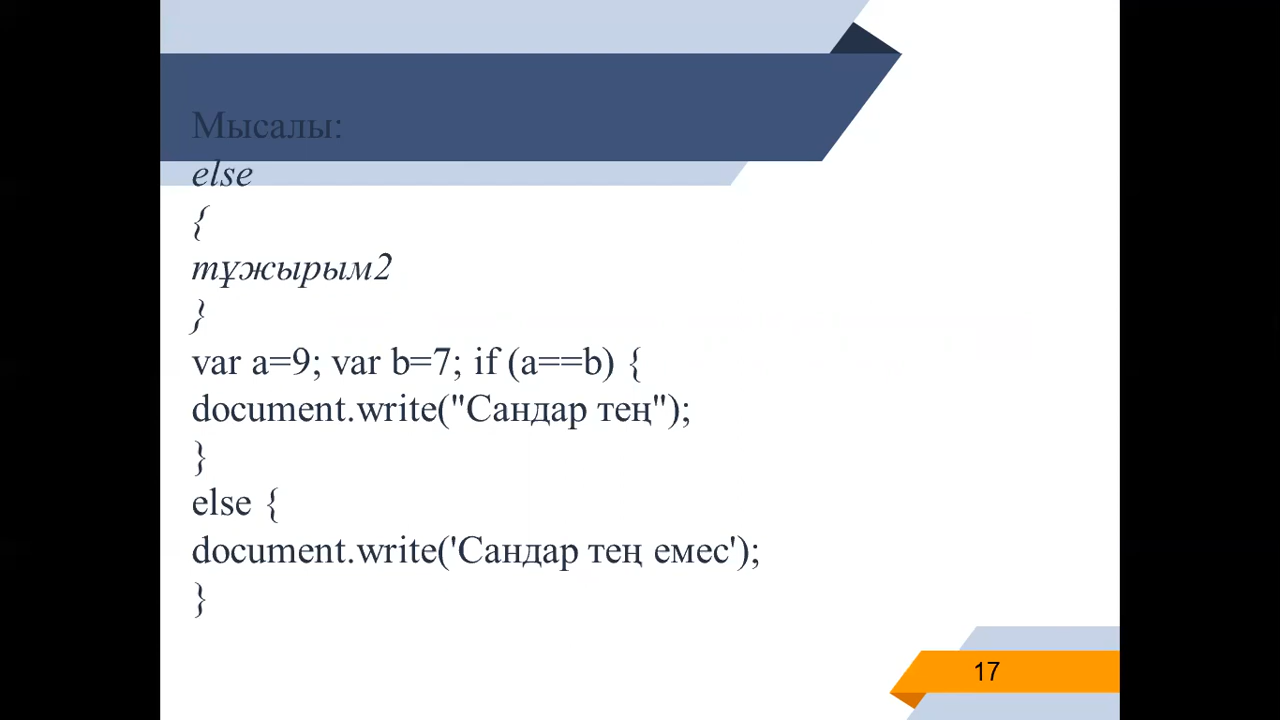 Мысалы:
else
{
тұжырым2
}
var a=9; var b=7; if (a==b) {
document.write("Сандар тең");
}
else {
document.write('Сандар тең емес');
}
17